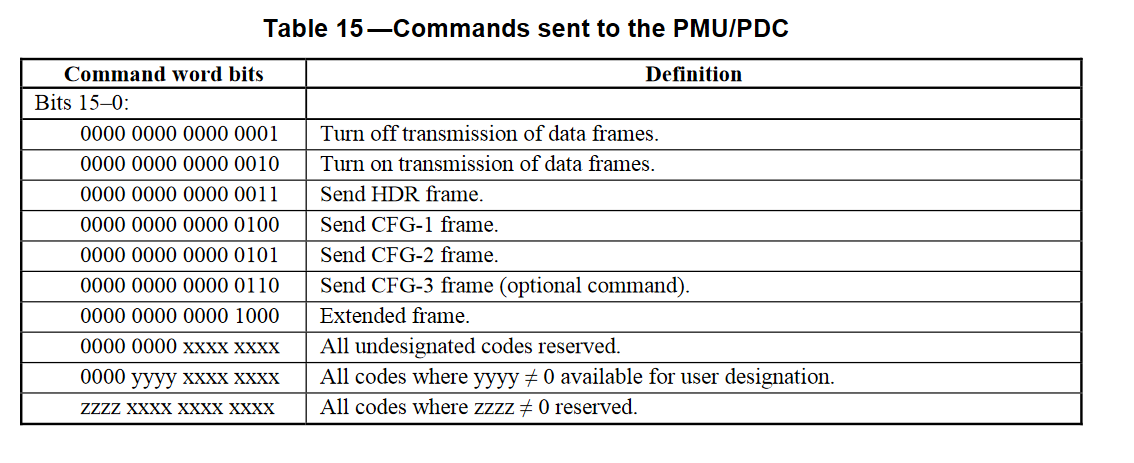 Table 15—Commands sent to the PMU/PDC
Command word bits Definition
Bits 15–0:
0000 0000 0000 0001 Turn off transmission of data frames.
0000 0000 0000 0010 Turn on transmission of data frames.
0000 0000 0000 0011 Send HDR frame.
0000 0000 0000 0100 Send CFG-1 frame.
0000 0000 0000 0101 Send CFG-2 frame.
0000 0000 0000 0110 Send CFG-3 frame (optional command).
0000 0000 0000 1000 Extended frame.
0000 0000 xxxx xxxx All undesignated codes reserved.
0000 yyyy xxxx xxxx All codes where yyyy ≠ 0 available for user designation.
zzzz xxxx xxxx xxxx All codes where zzzz ≠ 0 reserved.